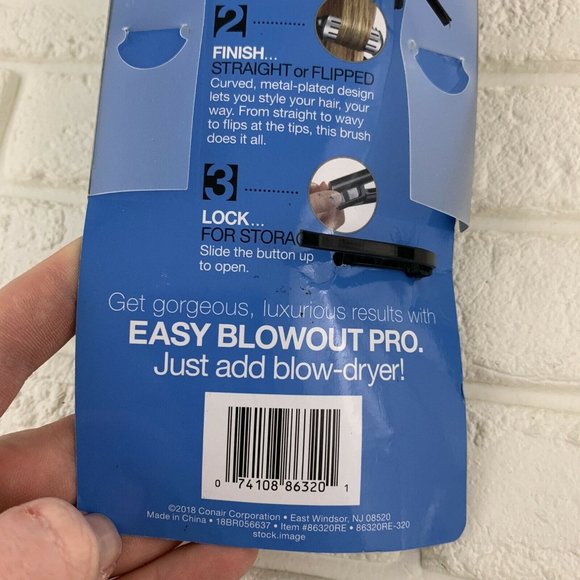 2
FINISH...
STRAIGHT or FLIPPED
Curved, metal-plated design
lets you style your hair, your
way. From straight to wavy
to flips at the tips, this brush
does it all.
3
LOCK...
FOR STORAG
Slide the button up
to open.
Get gorgeous, luxurious results with
EASY BLOWOUT PRO.
Just add blow-dryer!
0 74108 86320 1
©2018 Conair Corporation • East Windsor, NJ 08520
Made in China • 18BR056637 • Item #86320RE • 86320RE-320
stock.image